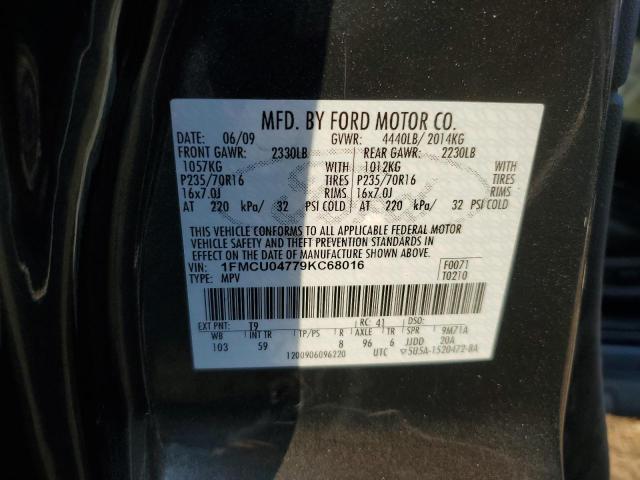 MFD. BY FORD MOTOR CO.
DATE: 06/09 GVWR: 4440LB/ 2014KG
FRONT GAWR: 2330LB REAR GAWR: 2230LB
1057KG WITH 1012KG WITH
P235/70R16 TIRES P235/70R16 TIRES
16x7.0J RIMS 16x7.0J RIMS
AT 220 kPa/ 32 PSI COLD AT 220 kPa/ 32 PSI COLD
THIS VEHICLE CONFORMS TO ALL APPLICABLE FEDERAL MOTOR
VEHICLE SAFETY AND THEFT PREVENTION STANDARDS IN
EFFECT ON THE DATE OF MANUFACTURE SHOWN ABOVE.
VIN: 1FMCU04779KC68016 F0071
TYPE: MPV T0210
EXT PNT: T9 RC: 41 DSO:
WB TP/PS R AXLE TR SPR 9M71A
103 59 8 96 6 JJDD 20A
1200906096220 UTC 5U5A-1520472-BA